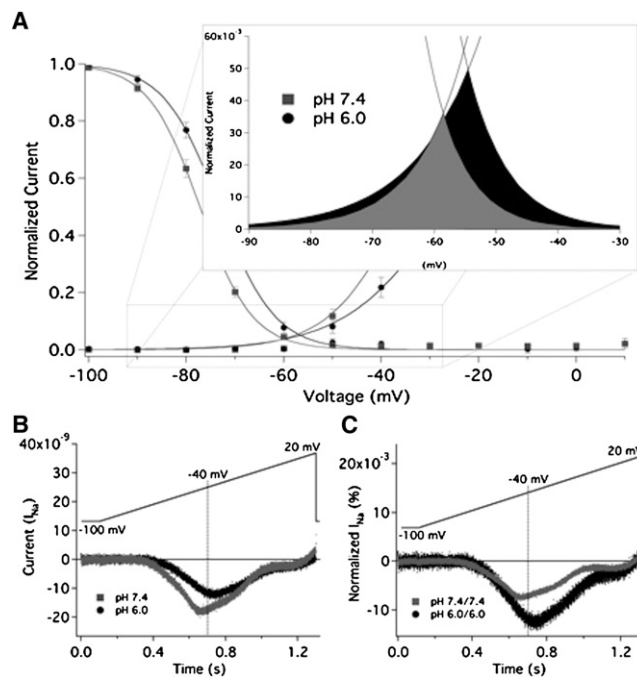 A
60x10⁻³
50
40
30
20
10
0
Normalized Current
pH 7.4
pH 6.0
-90 -80 -70 -60 -50 -40 -30
(mV)
1.0
0.8
0.6
0.4
0.2
0.0
Normalized Current
-100 -80 -60 -40 -20 0
Voltage (mV)
B
40x10⁻⁹
30
20
10
0
-10
-20
Current (I_Na)
20 mV
-40 mV
-100 mV
pH 7.4
pH 6.0
0.0 0.4 0.8 1.2
Time (s)
C
20x10⁻³
10
0
-10
Normalized I_Na (%)
20 mV
-40 mV
-100 mV
pH 7.4/7.4
pH 6.0/6.0
0.0 0.4 0.8 1.2
Time (s)